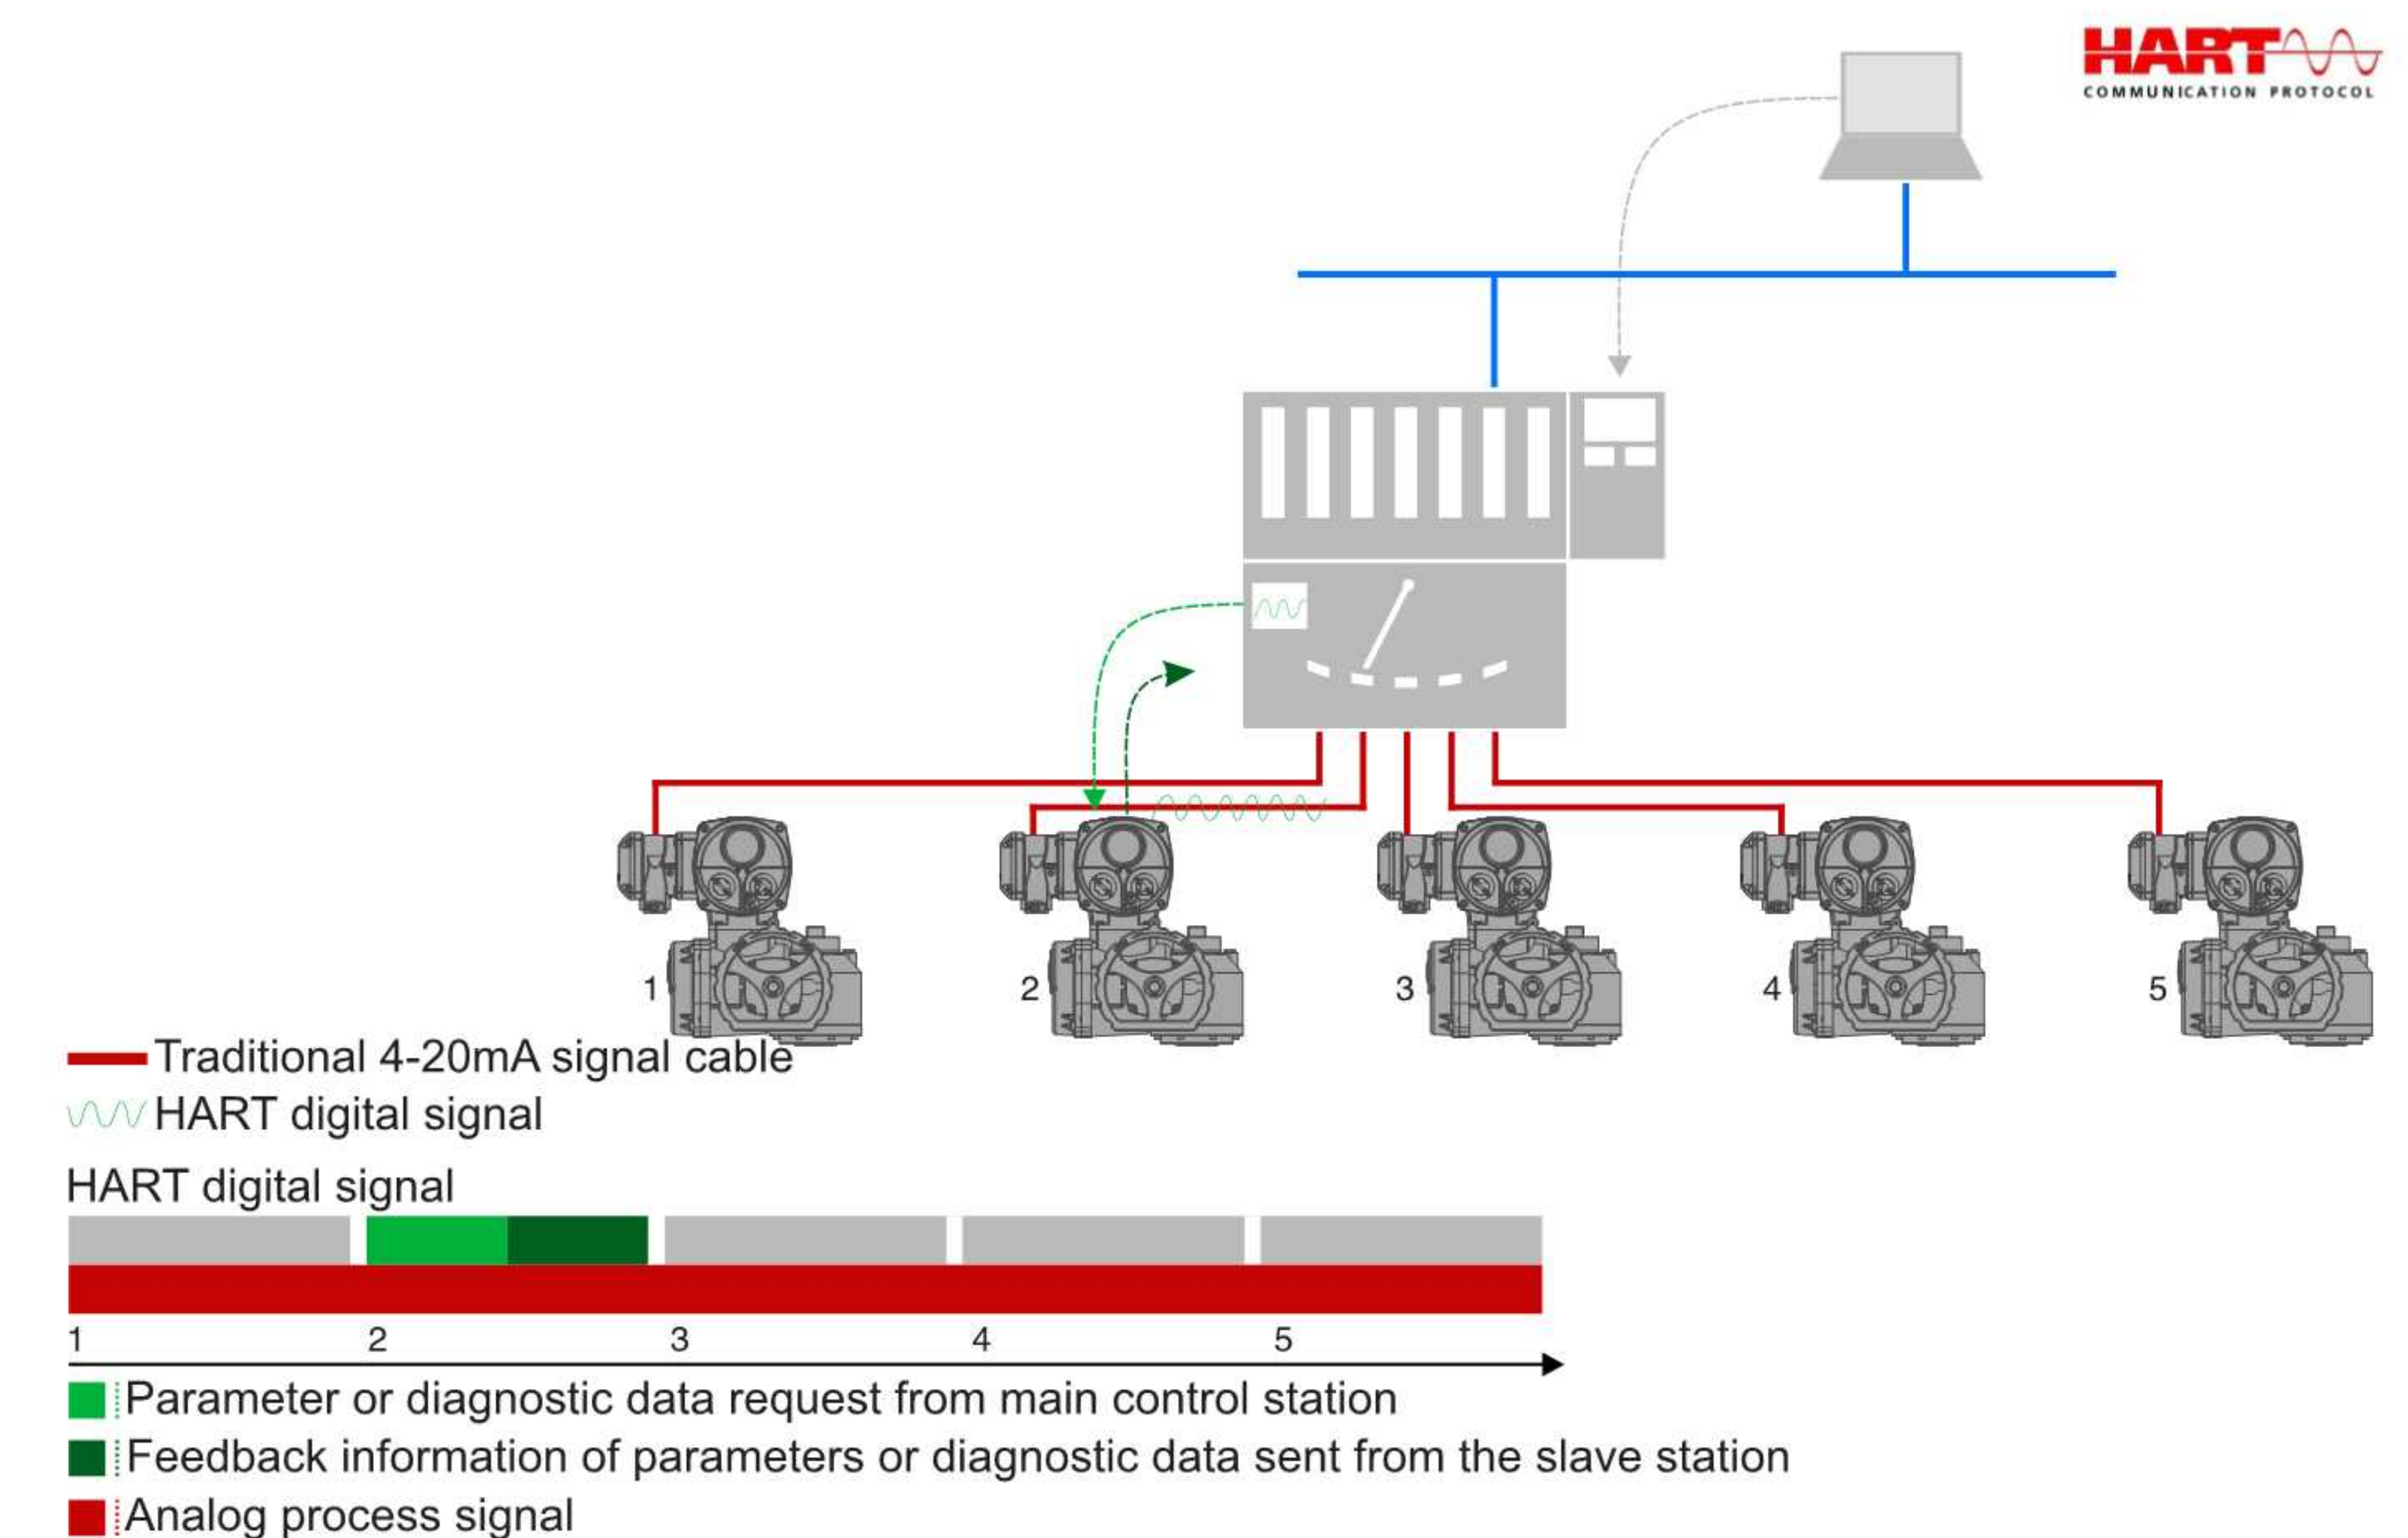 HART
COMMUNICATION PROTOCOL
1
2
3
4
5
Traditional 4-20mA signal cable
HART digital signal
HART digital signal
1 2 3 4 5
Parameter or diagnostic data request from main control station
Feedback information of parameters or diagnostic data sent from the slave station
Analog process signal